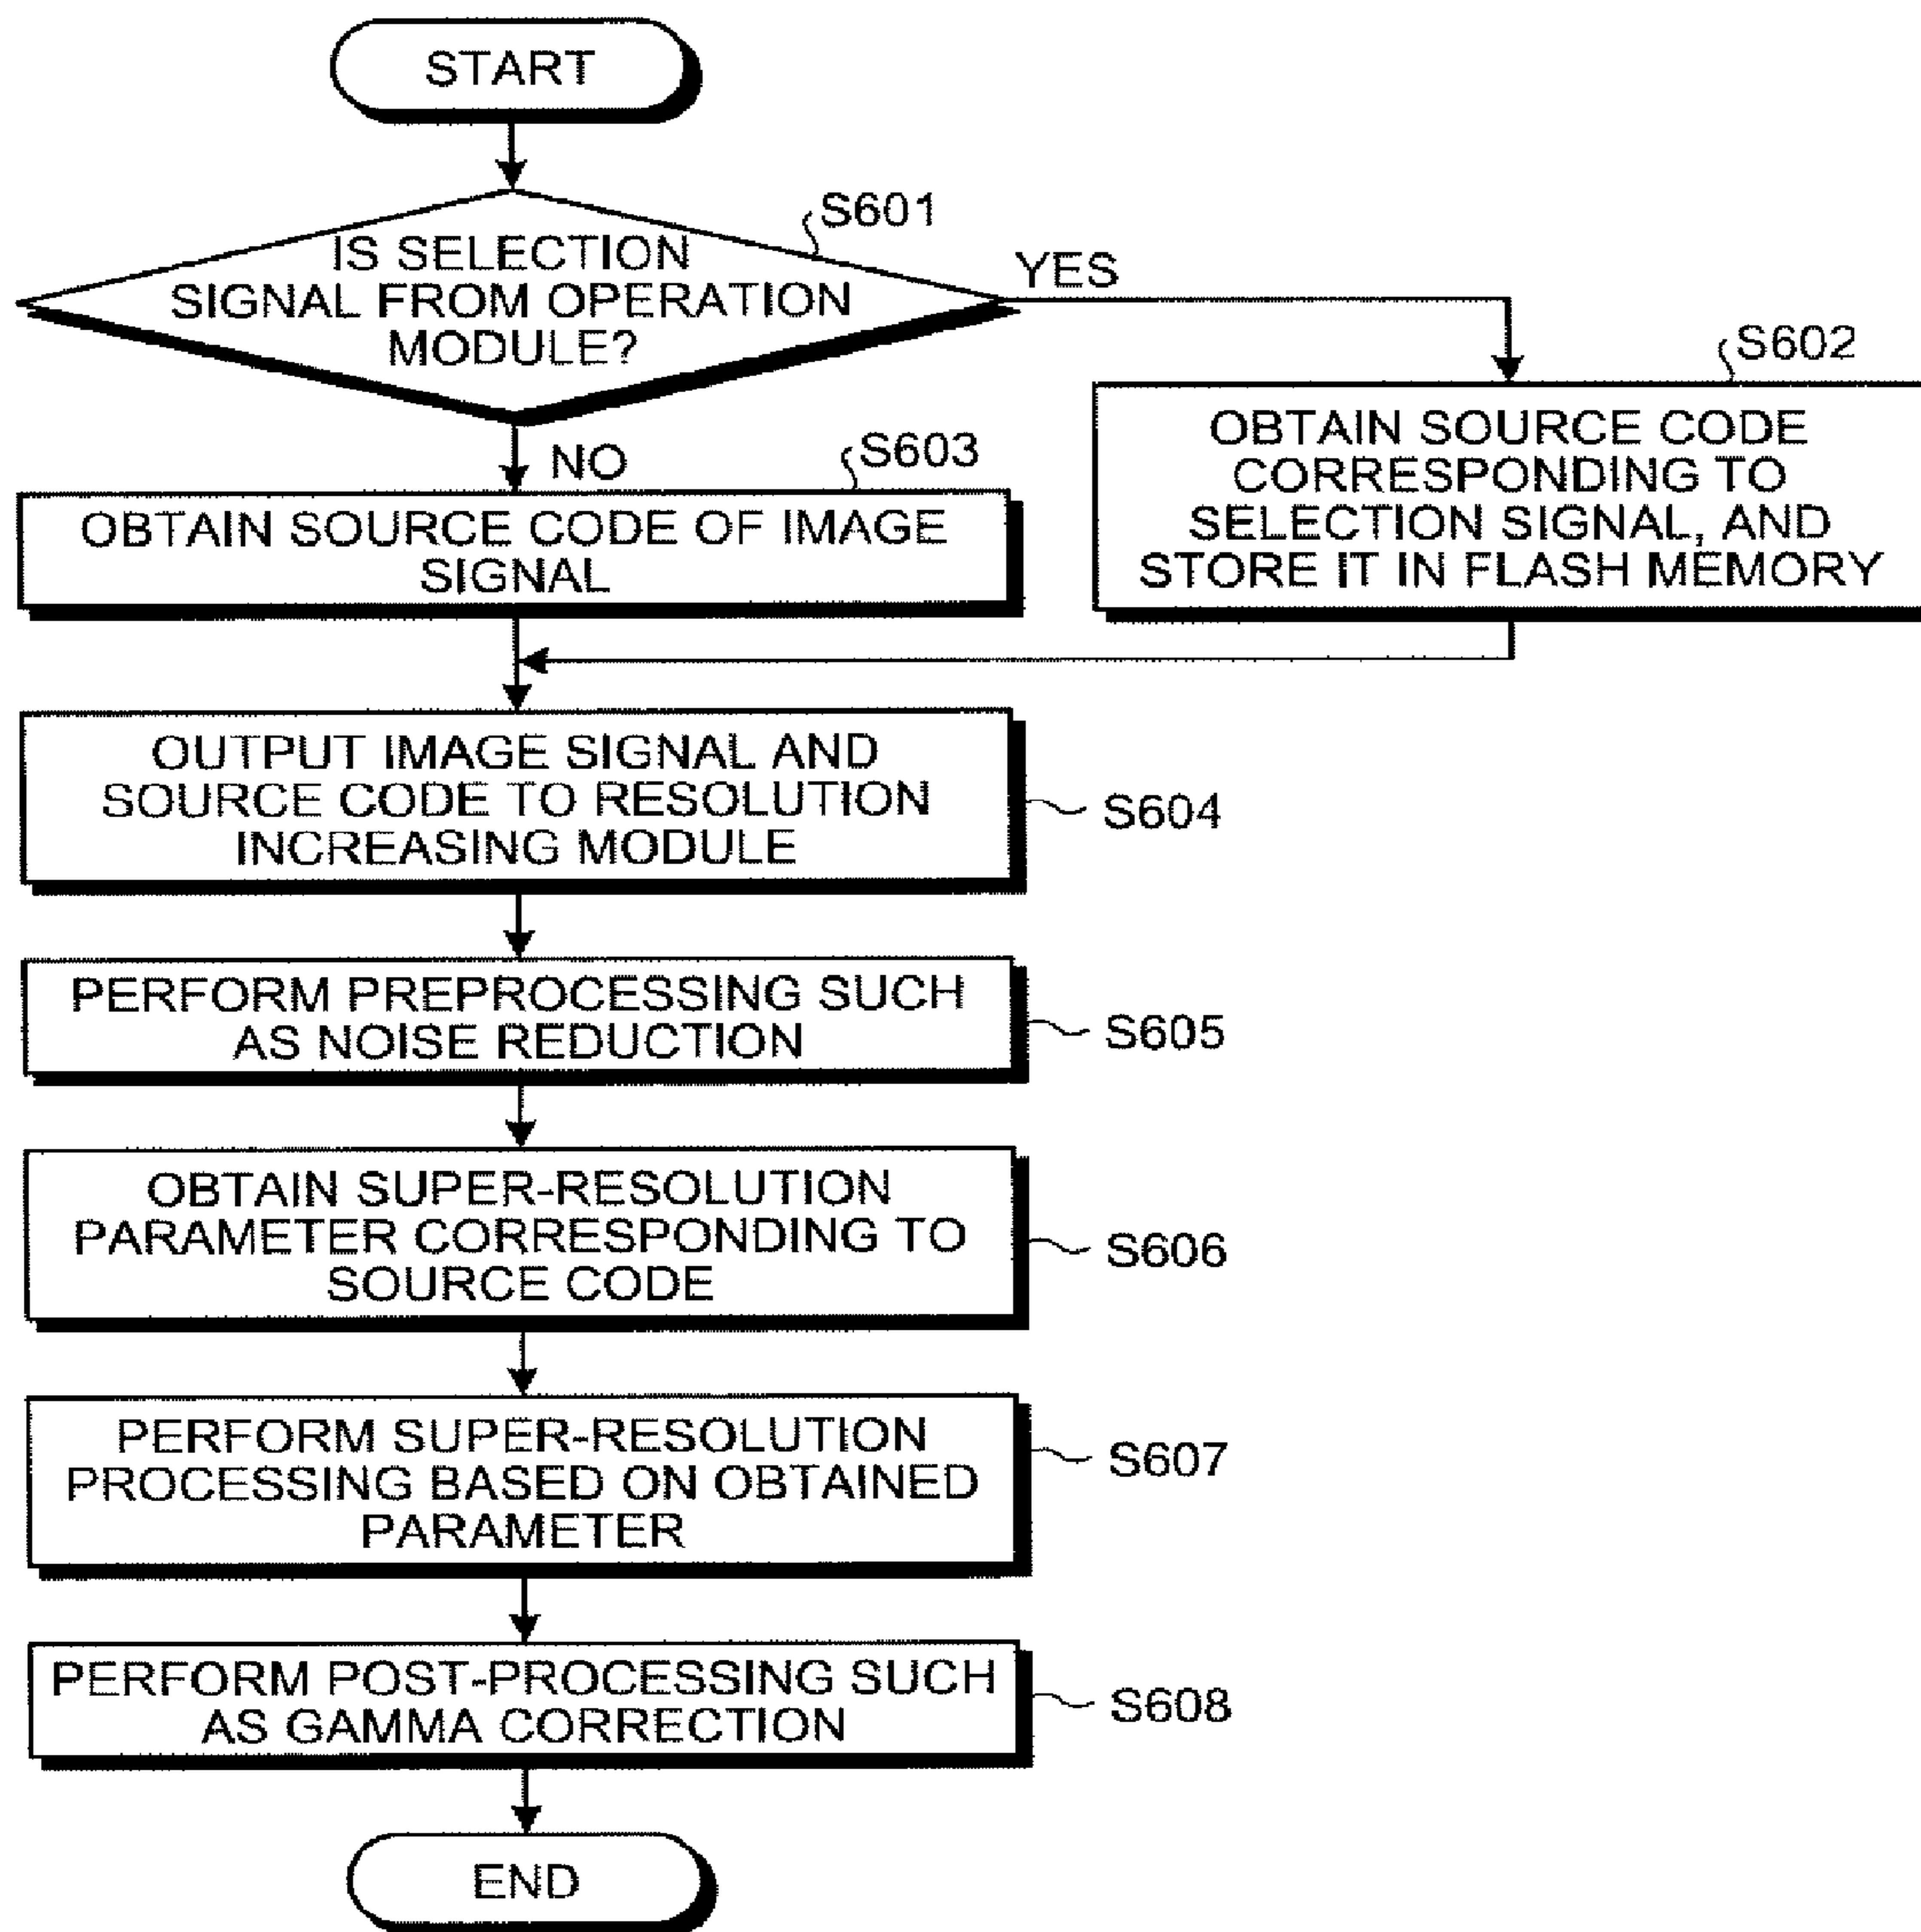 START
S601
IS SELECTION
SIGNAL FROM OPERATION
MODULE?
YES
S602
OBTAIN SOURCE CODE
CORRESPONDING TO
SELECTION SIGNAL, AND
STORE IT IN FLASH MEMORY
NO
S603
OBTAIN SOURCE CODE OF IMAGE
SIGNAL
OUTPUT IMAGE SIGNAL AND
SOURCE CODE TO RESOLUTION
INCREASING MODULE
S604
PERFORM PREPROCESSING SUCH
AS NOISE REDUCTION
S605
OBTAIN SUPER-RESOLUTION
PARAMETER CORRESPONDING TO
SOURCE CODE
S606
PERFORM SUPER-RESOLUTION
PROCESSING BASED ON OBTAINED
PARAMETER
S607
PERFORM POST-PROCESSING SUCH
AS GAMMA CORRECTION
S608
END